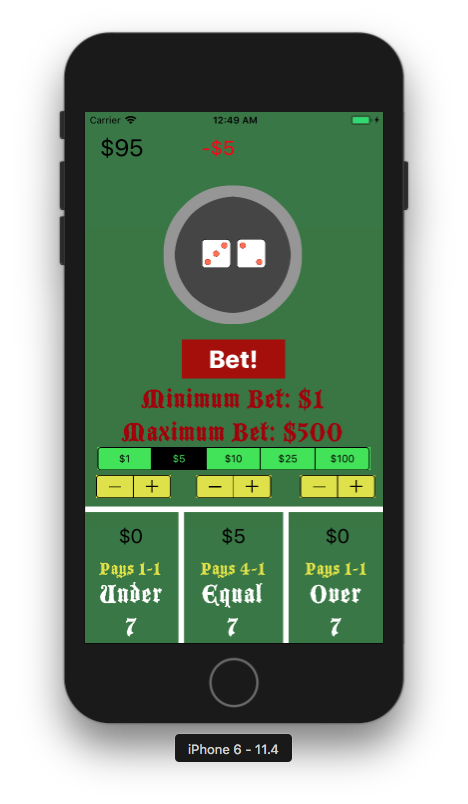 Carrier 12:49 AM
$95 -$5
Bet!
Minimum Bet: $1
Maximum Bet: $500
$1 $5 $10 $25 $100
− + − + − +
$0 $5 $0
Pays 1-1 Pays 4-1 Pays 1-1
Under Equal Over
7 7 7
iPhone 6 - 11.4